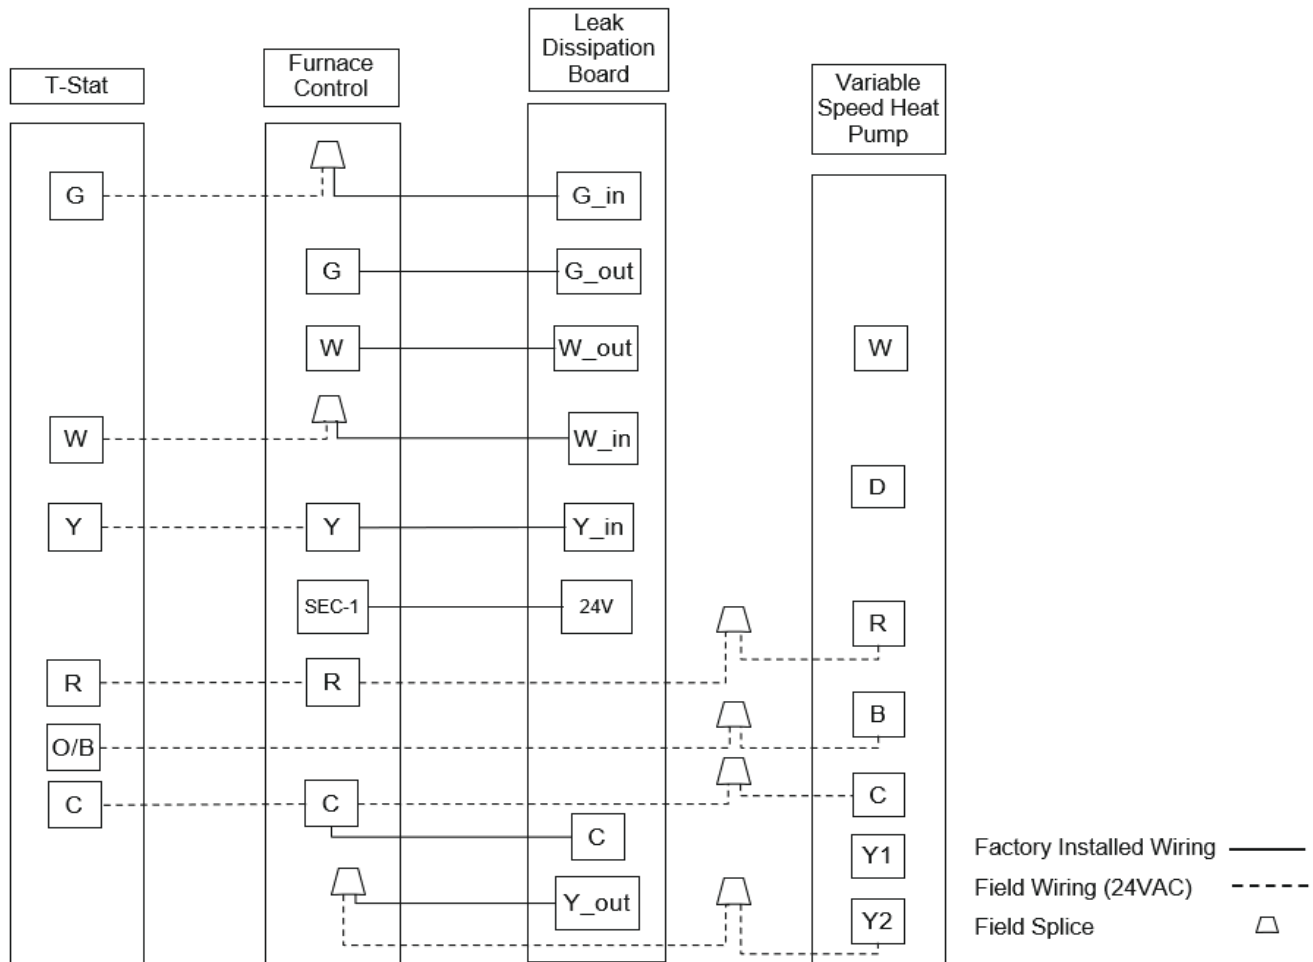 Leak
Dissipation
Board
Furnace
Control
T-Stat
Variable
Speed Heat
Pump
G
G_in
G
G_out
W
W_out
W
W
W_in
D
Y
Y
Y_in
SEC-1
24V
R
R
R
B
O/B
C
C
C
C
Y1
Factory Installed Wiring
Field Wiring (24VAC)
Y_out
Y2
Field Splice